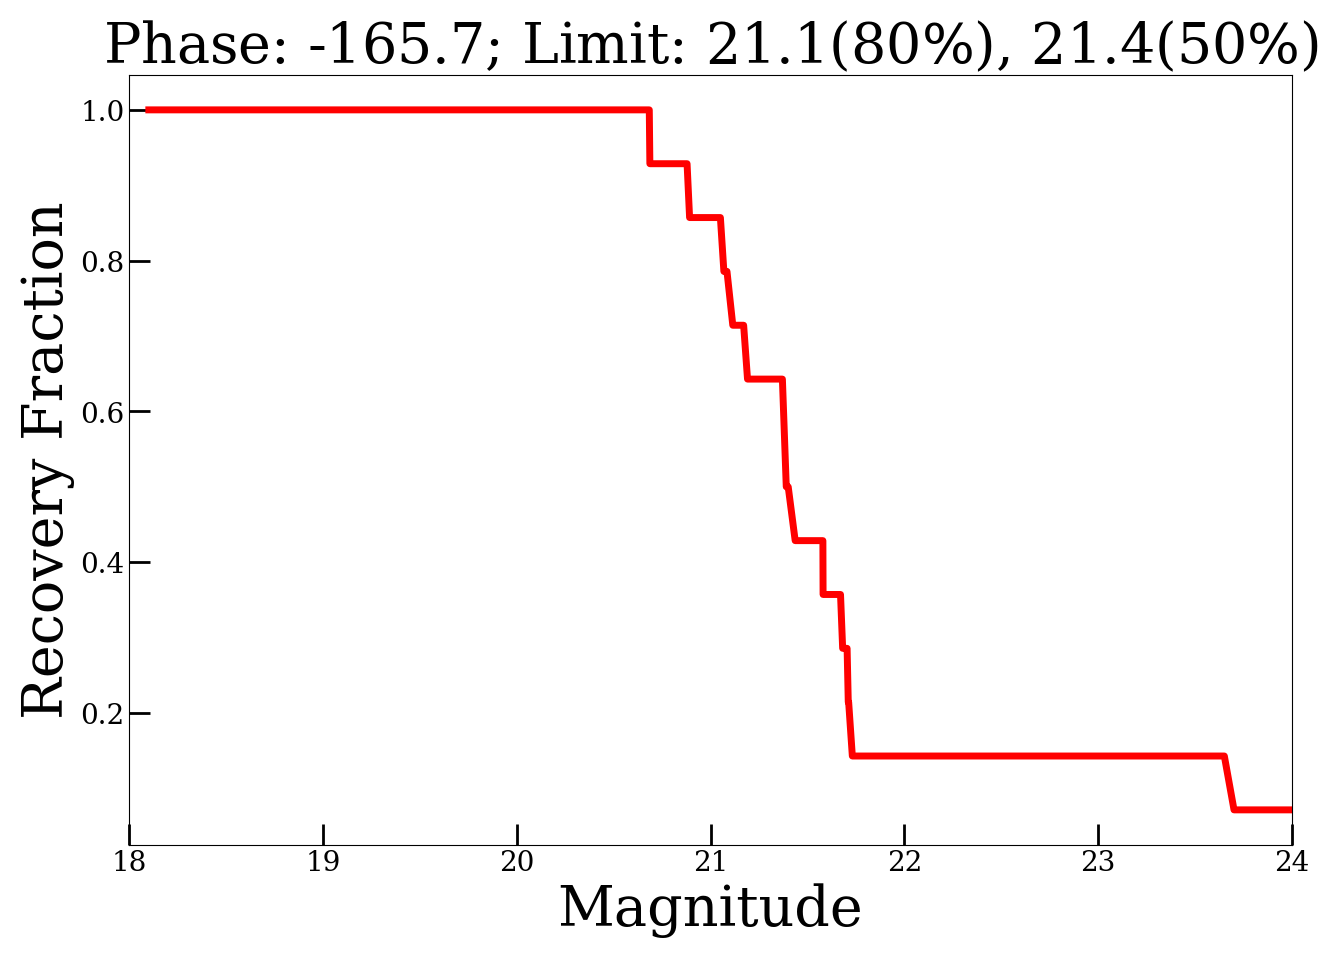 Phase: -165.7; Limit: 21.1(80%), 21.4(50%)
Recovery Fraction
1.0
0.8
0.6
0.4
0.2
18 19 20 21 22 23 24
Magnitude